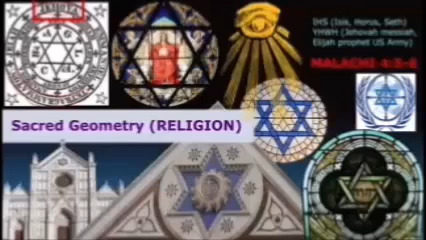 IHS (Isis, Horus, Seth)
YHWH (Jehovah messiah,
Elijah prophet US Army)
MALACHI 4:5-6
Sacred Geometry (RELIGION)